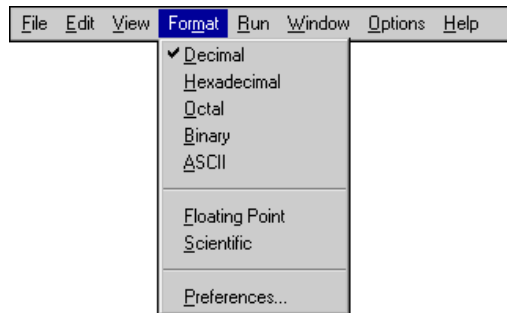 File Edit View Format Run Window Options Help
Decimal
Hexadecimal
Octal
Binary
ASCII
Floating Point
Scientific
Preferences...